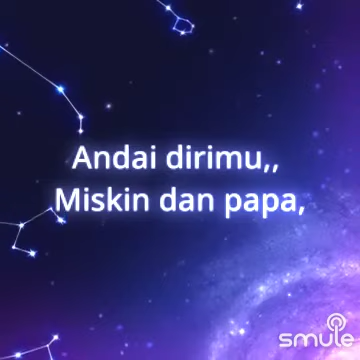 Andai dirimu,,
Miskin dan papa,
smule